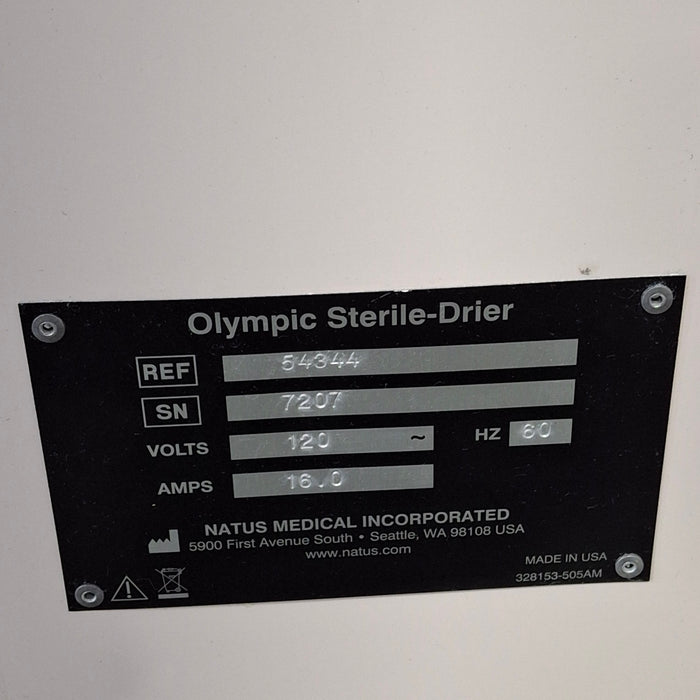 Olympic Sterile-Drier
REF 54344
SN 7207
VOLTS 120 ~ HZ 60
AMPS 16.0
NATUS MEDICAL INCORPORATED
5900 First Avenue South • Seattle, WA 98108 USA
www.natus.com
MADE IN USA
328153-505AM